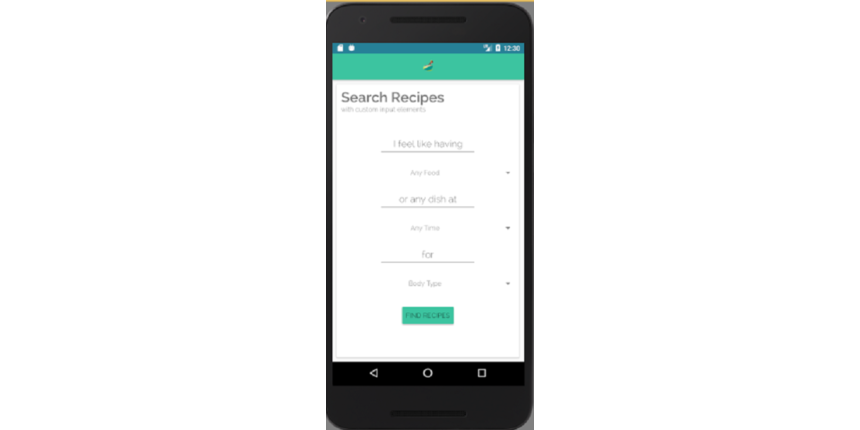 12:30
Search Recipes
with custom input elements
I feel like having
Any Food
or any dish at
Any Time
for
Body Type
FIND RECIPES